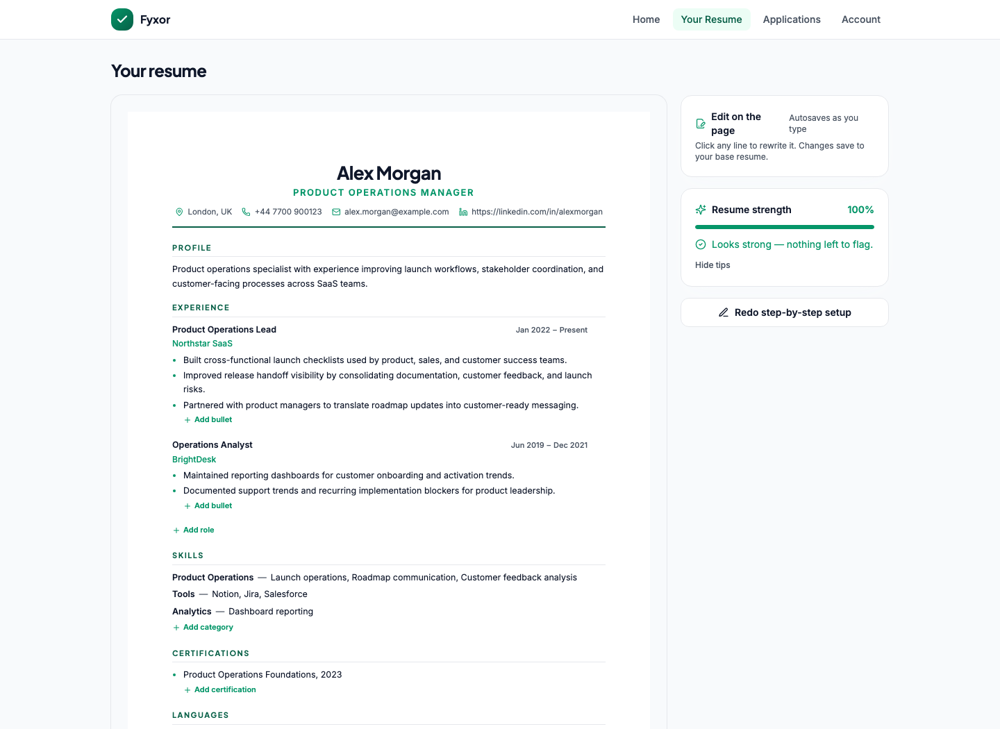 Fyxor
Home
Your Resume
Applications
Account
Your resume
Alex Morgan
PRODUCT OPERATIONS MANAGER
London, UK
+44 7700 900123
alex.morgan@example.com
https://linkedin.com/in/alexmorgan
PROFILE
Product operations specialist with experience improving launch workflows, stakeholder coordination, and
customer-facing processes across SaaS teams.
EXPERIENCE
Product Operations Lead
Jan 2022 – Present
Northstar SaaS
• Built cross-functional launch checklists used by product, sales, and customer success teams.
• Improved release handoff visibility by consolidating documentation, customer feedback, and launch
risks.
• Partnered with product managers to translate roadmap updates into customer-ready messaging.
+ Add bullet
Operations Analyst
Jun 2019 – Dec 2021
BrightDesk
• Maintained reporting dashboards for customer onboarding and activation trends.
• Documented support trends and recurring implementation blockers for product leadership.
+ Add bullet
+ Add role
SKILLS
Product Operations — Launch operations, Roadmap communication, Customer feedback analysis
Tools — Notion, Jira, Salesforce
Analytics — Dashboard reporting
+ Add category
CERTIFICATIONS
• Product Operations Foundations, 2023
+ Add certification
LANGUAGES
Edit on the
page
Autosaves as you
type
Click any line to rewrite it. Changes save to
your base resume.
Resume strength
100%
Looks strong — nothing left to flag.
Hide tips
Redo step-by-step setup